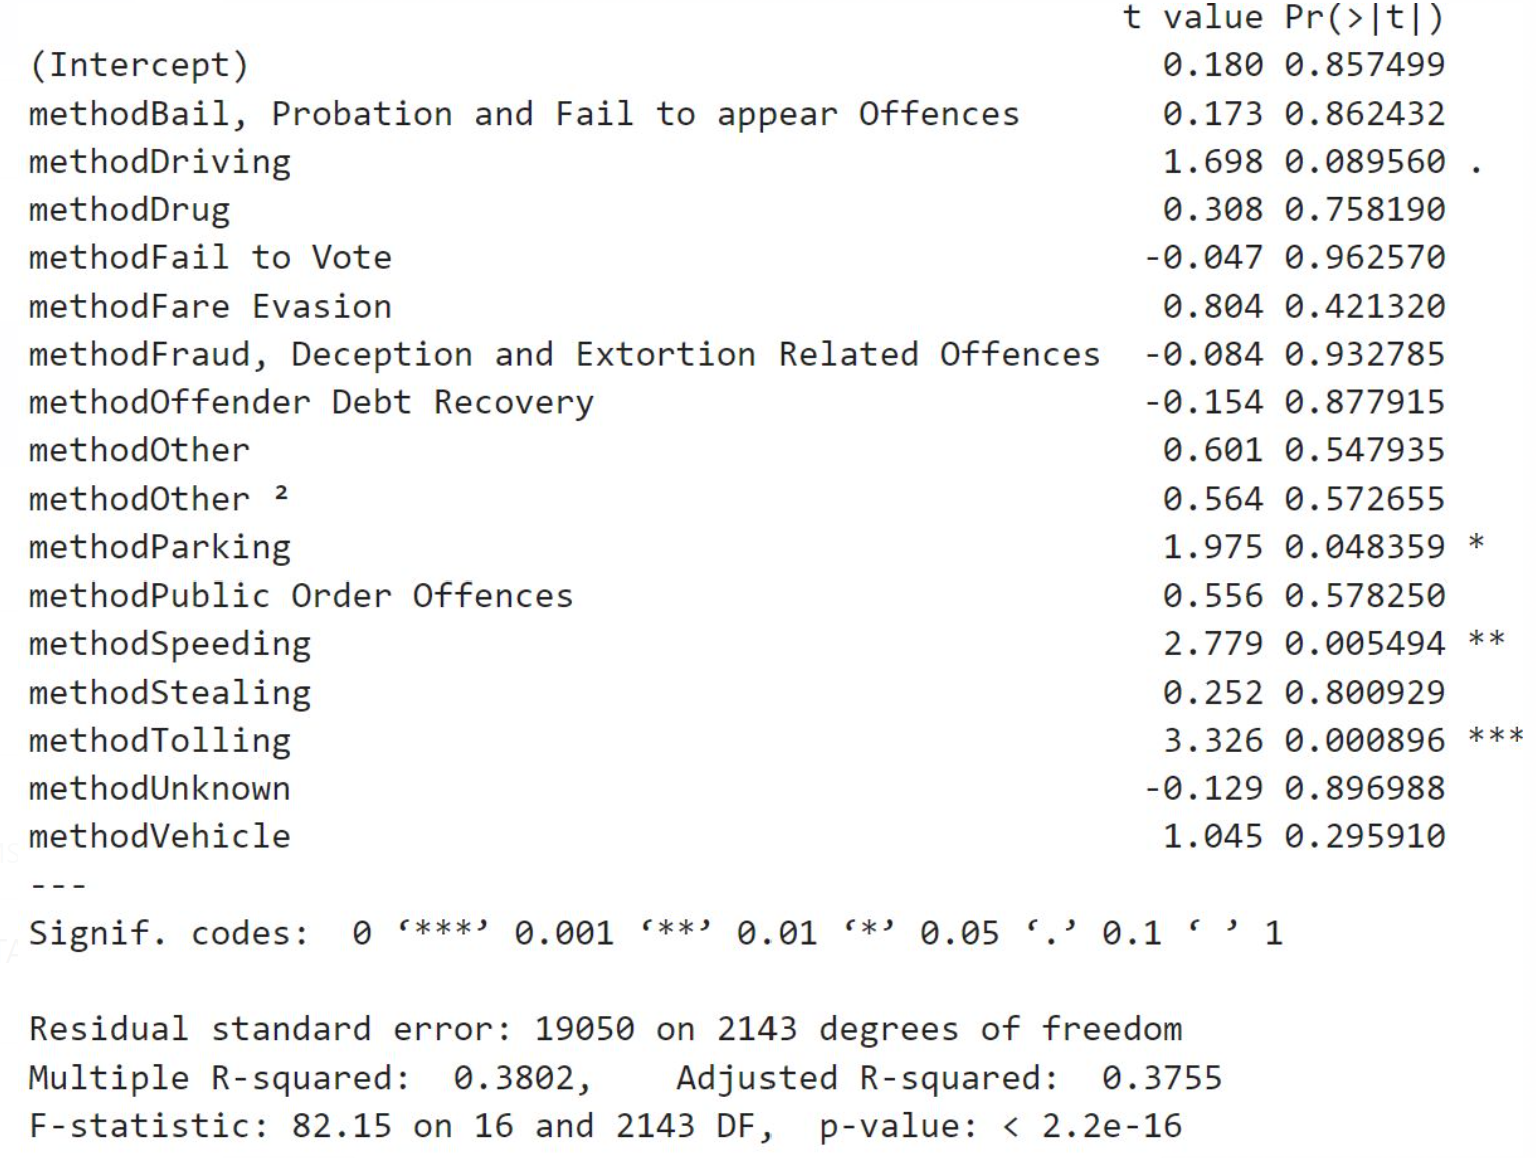 t value Pr(>|t|)
(Intercept) 0.180 0.857499
methodBail, Probation and Fail to appear Offences 0.173 0.862432
methodDriving 1.698 0.089560 .
methodDrug 0.308 0.758190
methodFail to Vote -0.047 0.962570
methodFare Evasion 0.804 0.421320
methodFraud, Deception and Extortion Related Offences -0.084 0.932785
methodOffender Debt Recovery -0.154 0.877915
methodOther 0.601 0.547935
methodOther ² 0.564 0.572655
methodParking 1.975 0.048359 *
methodPublic Order Offences 0.556 0.578250
methodSpeeding 2.779 0.005494 **
methodStealing 0.252 0.800929
methodTolling 3.326 0.000896 ***
methodUnknown -0.129 0.896988
methodVehicle 1.045 0.295910
---
Signif. codes: 0 ‘***’ 0.001 ‘**’ 0.01 ‘*’ 0.05 ‘.’ 0.1 ‘ ’ 1
Residual standard error: 19050 on 2143 degrees of freedom
Multiple R-squared: 0.3802, Adjusted R-squared: 0.3755
F-statistic: 82.15 on 16 and 2143 DF, p-value: < 2.2e-16